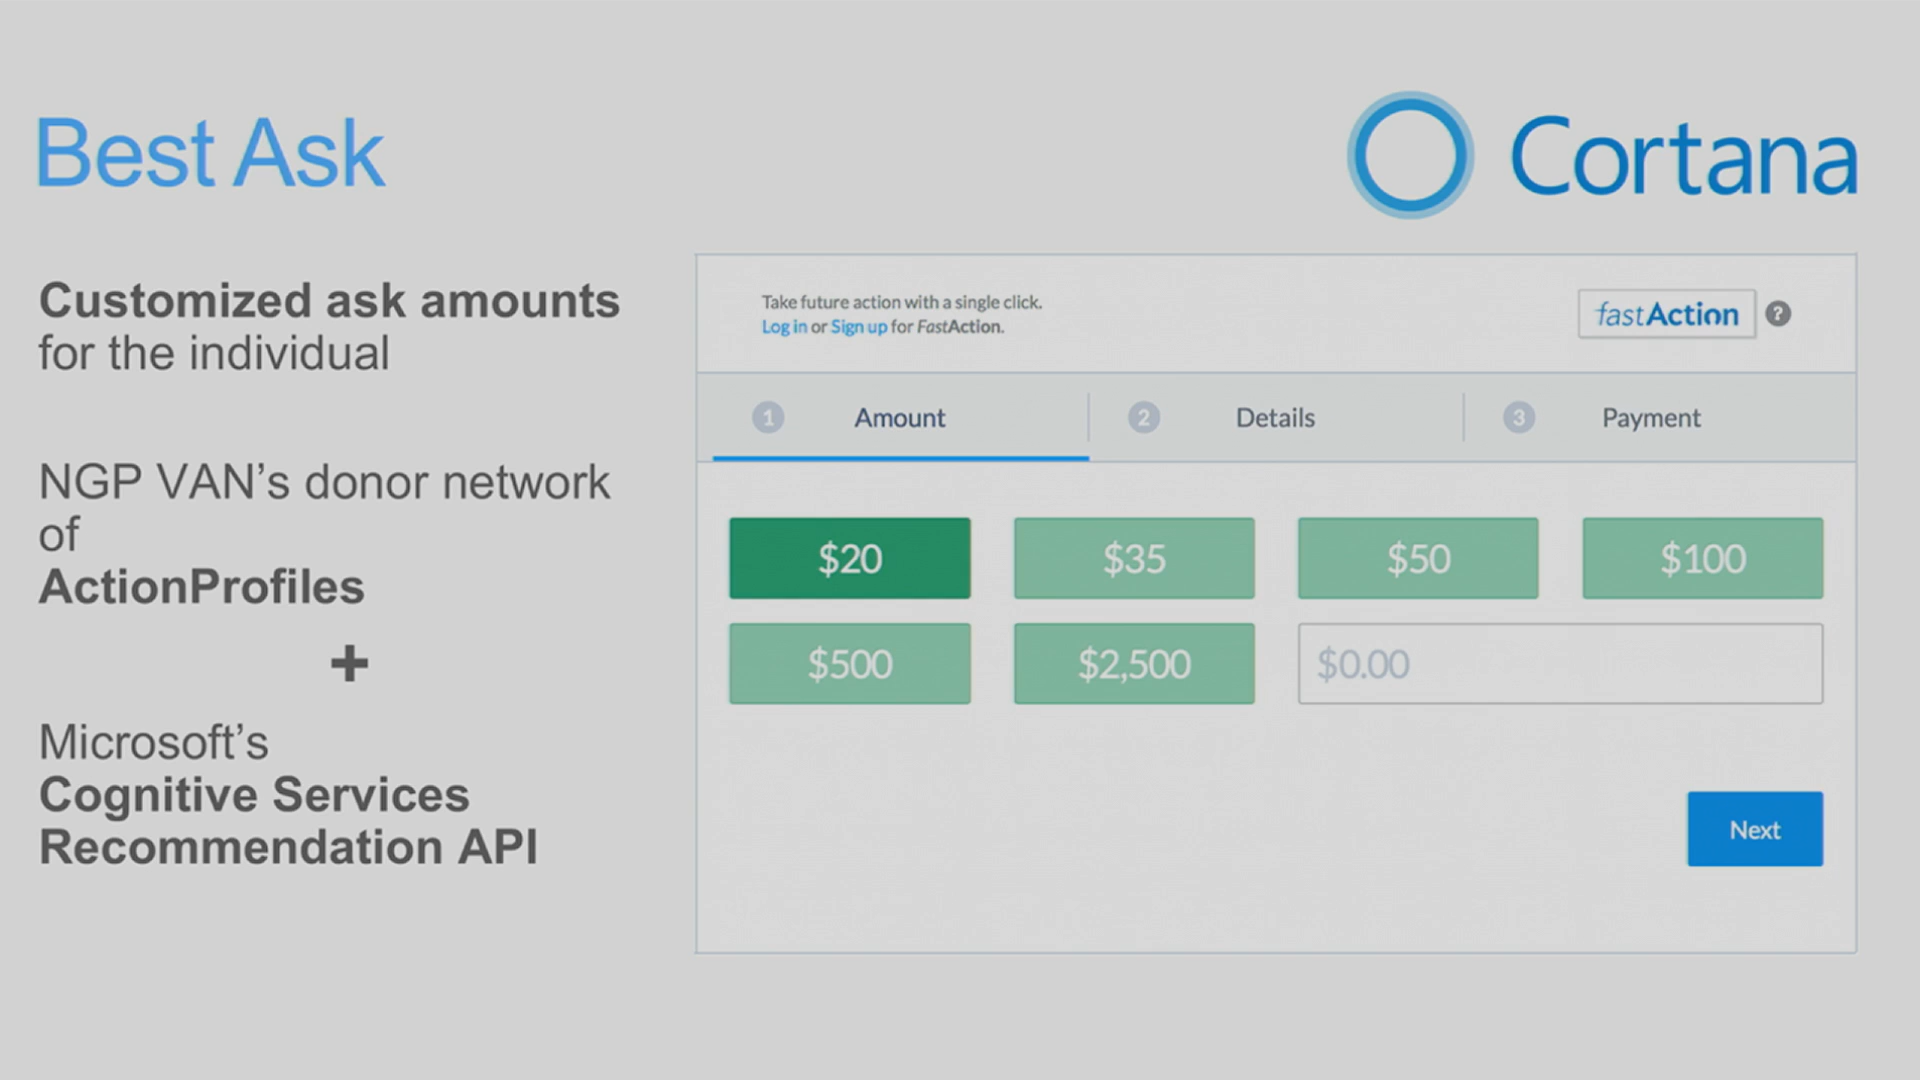 Best Ask
Cortana
Customized ask amounts
for the individual
NGP VAN’s donor network
of
ActionProfiles
+
Microsoft’s
Cognitive Services
Recommendation API
Take future action with a single click.
Log in or Sign up for FastAction.
fastAction
?
1 Amount
2 Details
3 Payment
$20 $35 $50 $100
$500 $2,500 $0.00
Next